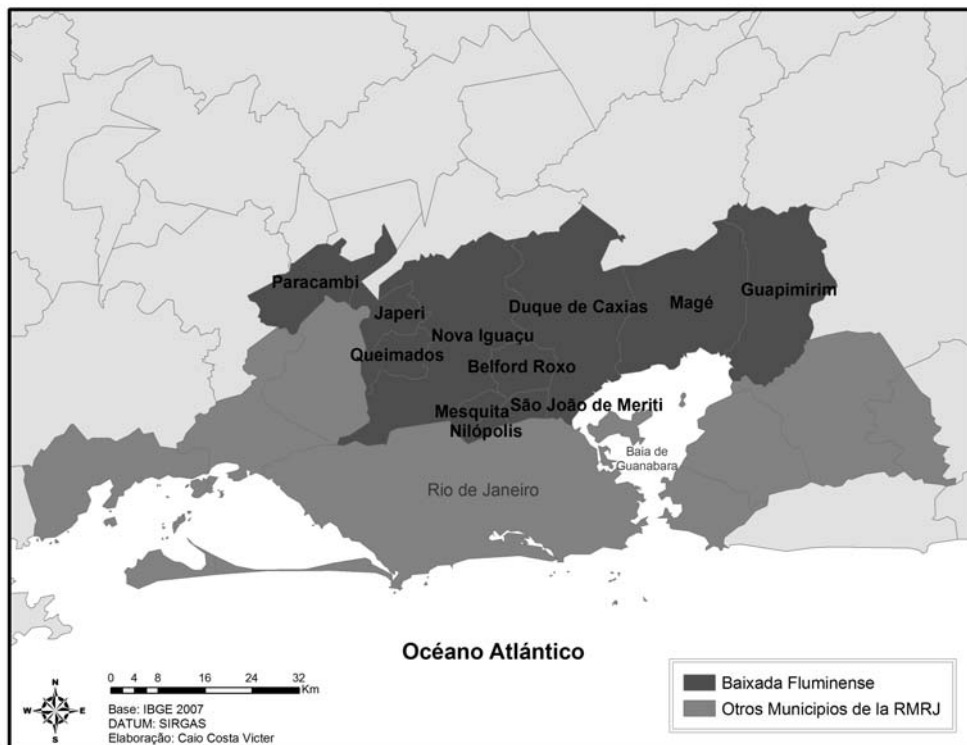 Paracambi
Guapimirim
Duque de Caxias
Magé
Japeri
Nova Iguaçu
Queimados
Belford Roxo
São João de Meriti
Mesquita
Nilópolis
Baia de
Guanabara
Rio de Janeiro
Océano Atlántico
N
W E
S
0 4 8 16 24 32
Km
Base: IBGE 2007
DATUM: SIRGAS
Elaboração: Caio Costa Victer
Baixada Fluminense
Otros Municipios de la RMRJ